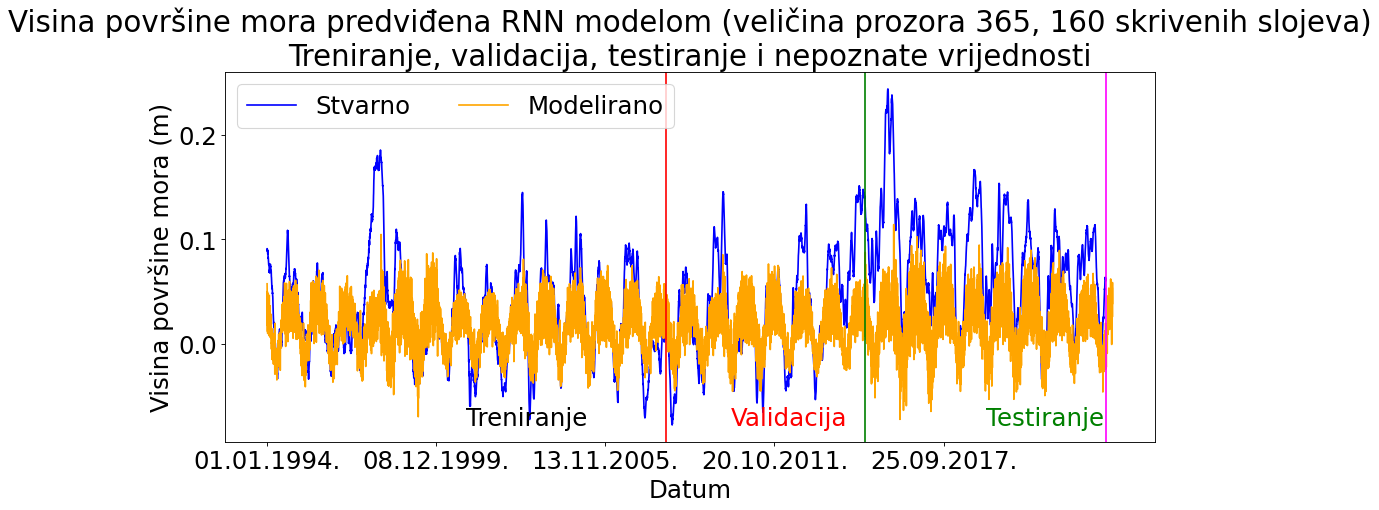 Visina površine mora predviđena RNN modelom (veličina prozora 365, 160 skrivenih slojeva)
Treniranje, validacija, testiranje i nepoznate vrijednosti
Stvarno
Modelirano
Visina površine mora (m)
0.2
0.1
0.0
Treniranje
Validacija
Testiranje
01.01.1994.
08.12.1999.
13.11.2005.
20.10.2011.
25.09.2017.
Datum